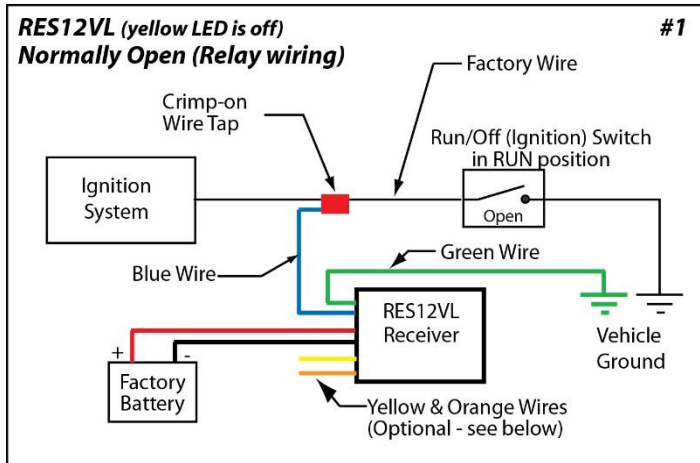 RES12VL (yellow LED is off)
#1
Normally Open (Relay wiring)
Factory Wire
Crimp-on
Wire Tap
Run/Off (Ignition) Switch
in RUN position
Ignition
System
Open
Blue Wire
Green Wire
RES12VL
Receiver
Vehicle
Ground
+ -
Factory
Battery
Yellow & Orange Wires
(Optional - see below)